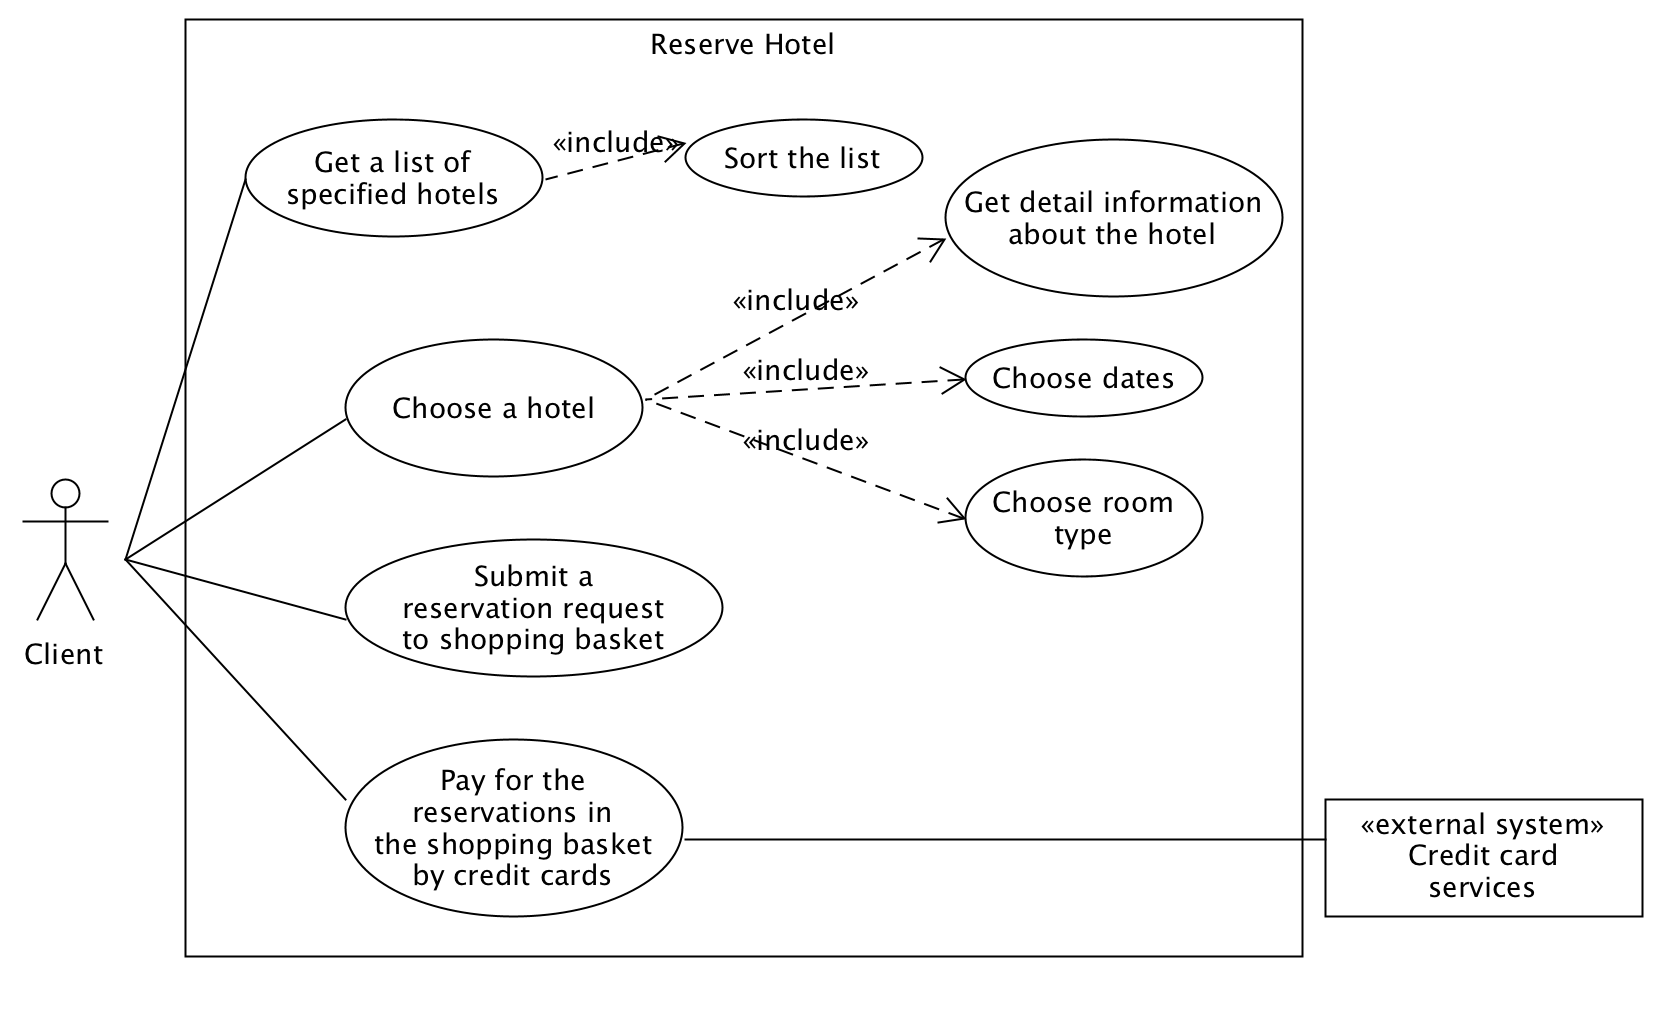 Reserve Hotel
Get a list of
specified hotels
«include»
Sort the list
Get detail information
about the hotel
«include»
Choose a hotel
«include»
Choose dates
«include»
Choose room
type
Client
Submit a
reservation request
to shopping basket
Pay for the
reservations in
the shopping basket
by credit cards
«external system»
Credit card
services